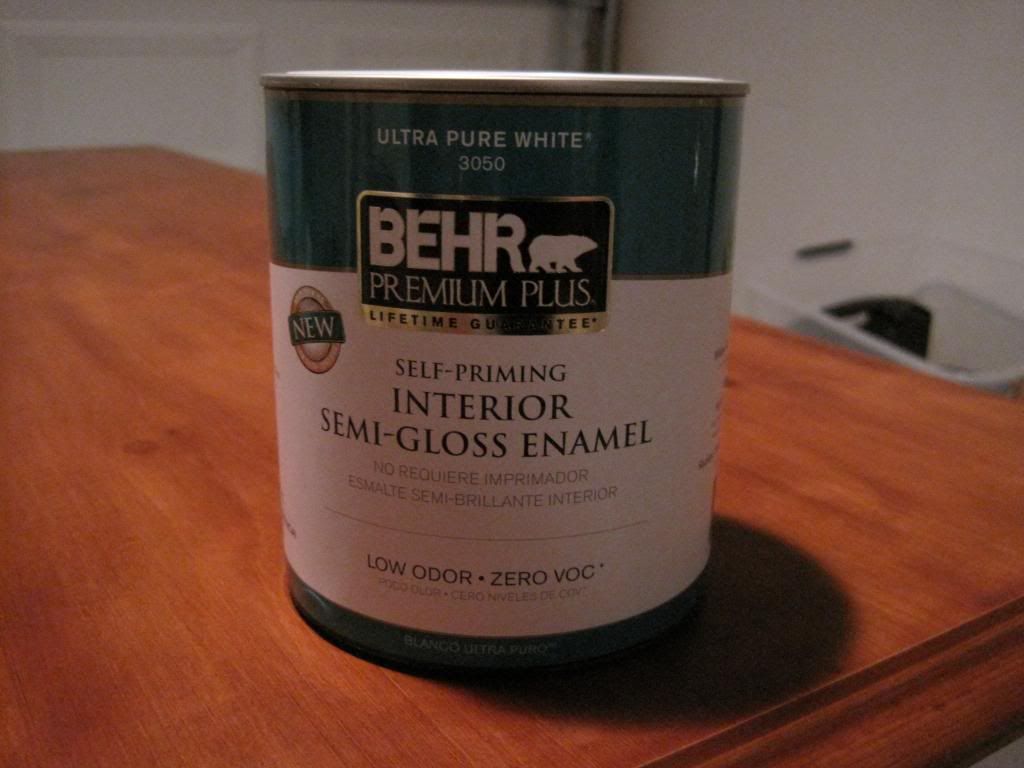 ULTRA PURE WHITE®
3050
BEHR
PREMIUM PLUS
LIFETIME GUARANTEE*
NEW
SELF-PRIMING
INTERIOR
SEMI-GLOSS ENAMEL
NO REQUIERE IMPRIMADOR
ESMALTE SEMI-BRILLANTE INTERIOR
LOW ODOR • ZERO VOC*
POCO OLOR • CERO NIVELES DE COV*
BLANCO ULTRA PURO™